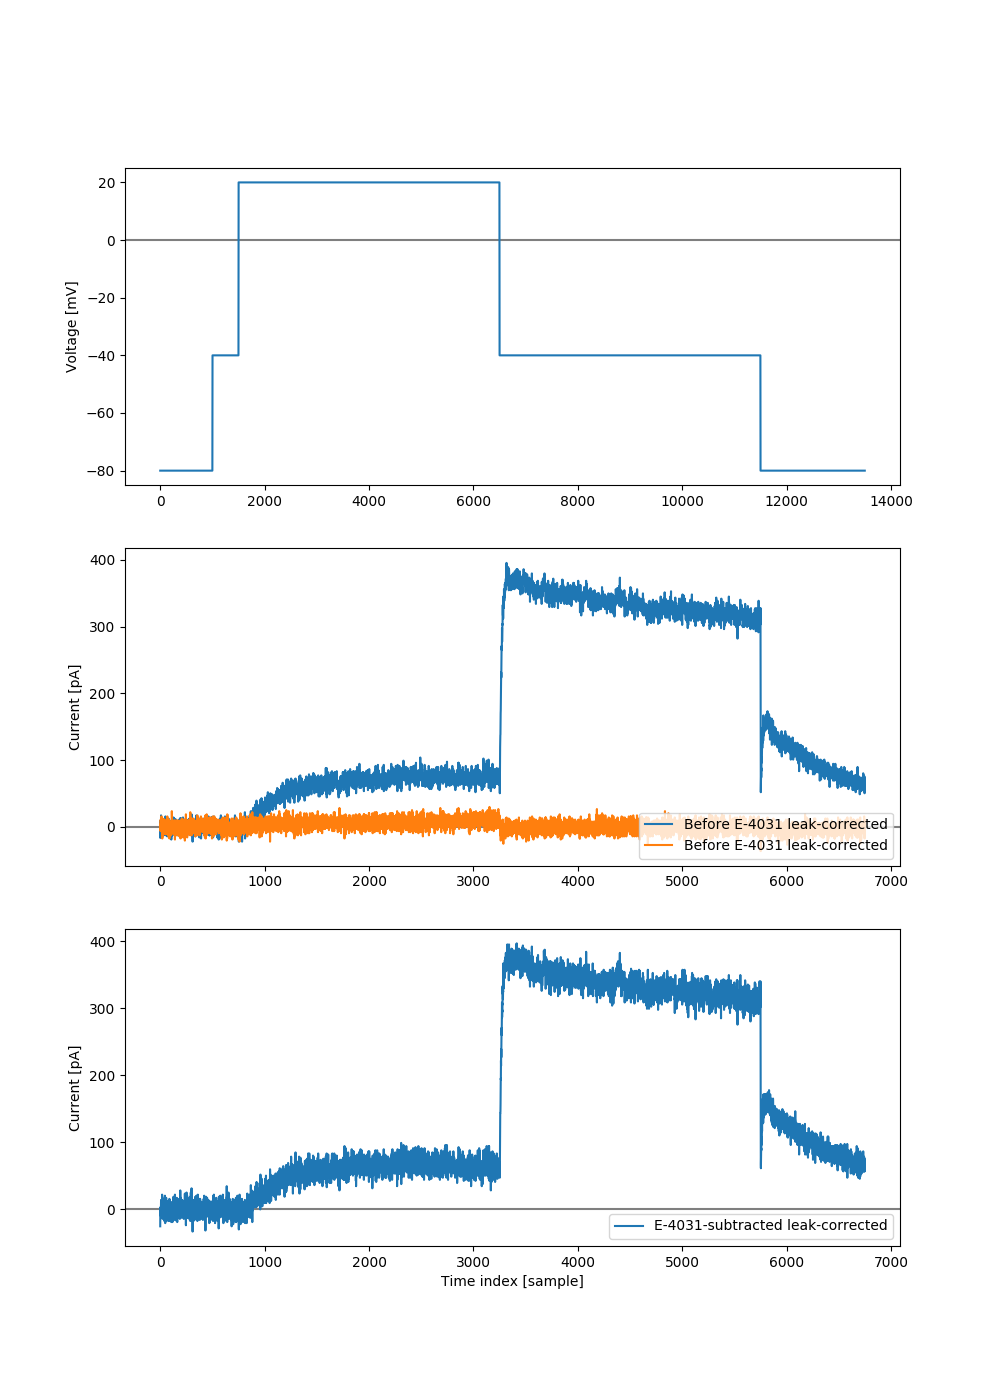 Voltage [mV]
20
0
−20
−40
−60
−80
0 2000 4000 6000 8000 10000 12000 14000
Current [pA]
400
300
200
100
0
Before E-4031 leak-corrected
Before E-4031 leak-corrected
0 1000 2000 3000 4000 5000 6000 7000
Current [pA]
400
300
200
100
0
E-4031-subtracted leak-corrected
0 1000 2000 3000 4000 5000 6000 7000
Time index [sample]